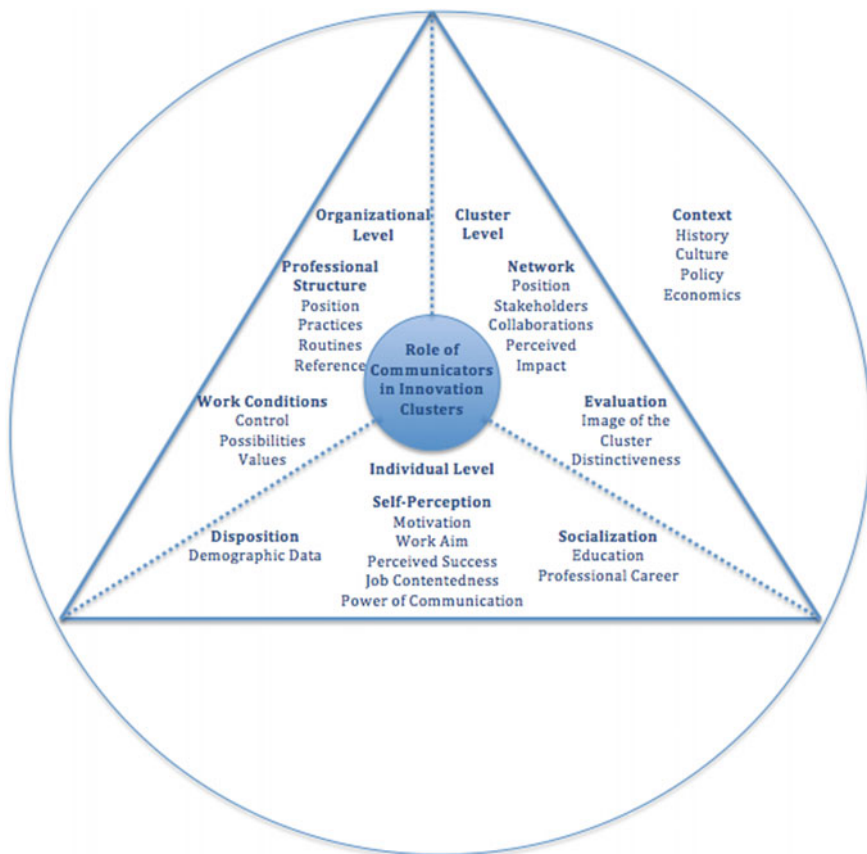 Organizational
Level
Professional
Structure
Position
Practices
Routines
Reference
Work Conditions
Control
Possibilities
Values
Cluster
Level
Network
Position
Stakeholders
Collaborations
Perceived
Impact
Evaluation
Image of the
Cluster
Distinctiveness
Context
History
Culture
Policy
Economics
Role of
Communicators
in Innovation
Clusters
Individual Level
Self-Perception
Motivation
Work Aim
Perceived Success
Job Contentedness
Power of Communication
Disposition
Demographic Data
Socialization
Education
Professional Career